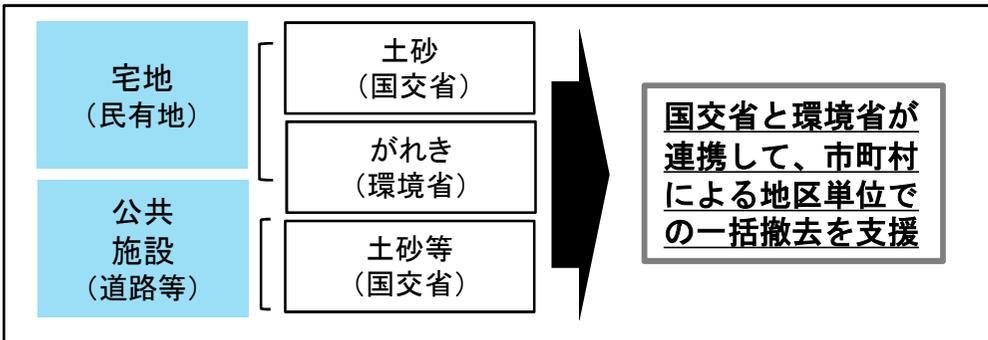 宅地
（民有地）
土砂
（国交省）
がれき
（環境省）
公共
施設
（道路等）
土砂等
（国交省）
国交省と環境省が
連携して、市町村
による地区単位で
の一括撤去を支援